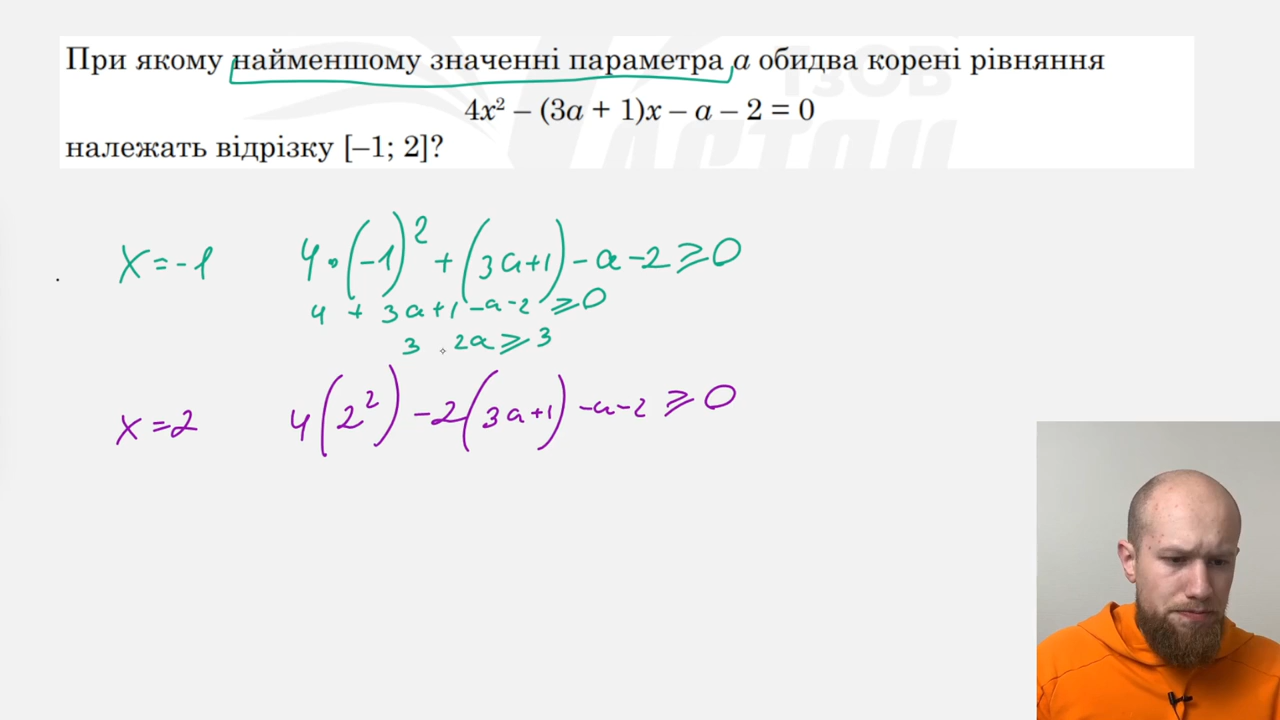 При якому найменшому значенні параметра a обидва корені рівняння
4x² – (3a + 1)x – a – 2 = 0
належать відрізку [–1; 2]?
x = -1 4·(-1)² + (3a+1) - a - 2 ⩾ 0
4 + 3a+1 -a-2 ⩾ 0
3 2a ⩾ 3
x = 2 4(2²) - 2(3a+1) - a - 2 ⩾ 0